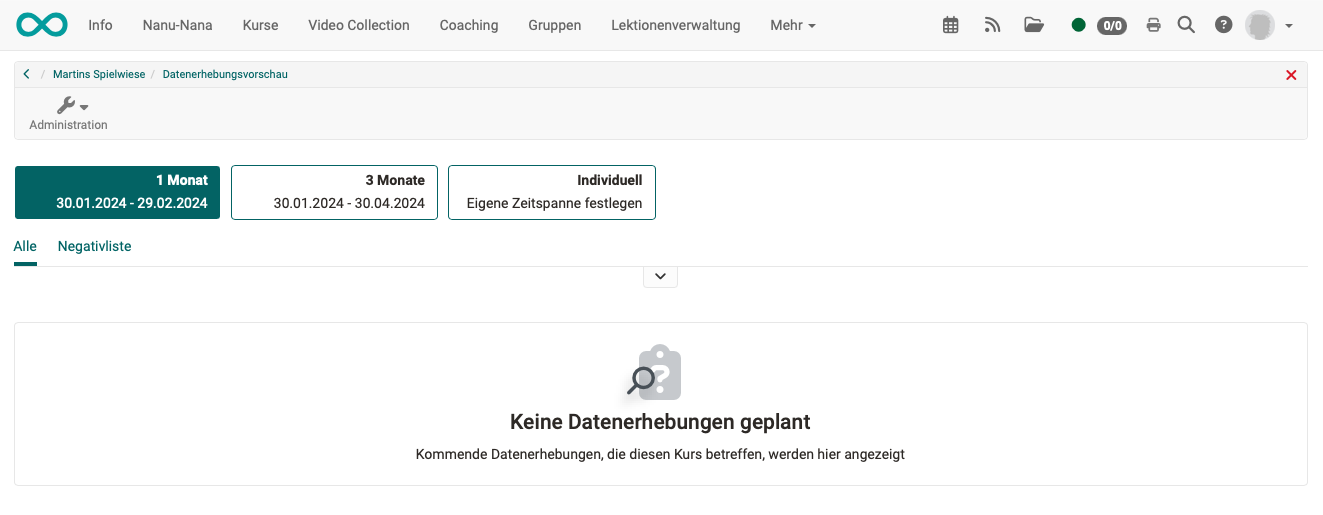 Info Nanu-Nana Kurse Video Collection Coaching Gruppen Lektionenverwaltung Mehr 0/0 ?
/ Martins Spielwiese / Datenerhebungsvorschau
Administration
1 Monat
30.01.2024 - 29.02.2024
3 Monate
30.01.2024 - 30.04.2024
Individuell
Eigene Zeitspanne festlegen
Alle Negativliste
?
Keine Datenerhebungen geplant
Kommende Datenerhebungen, die diesen Kurs betreffen, werden hier angezeigt